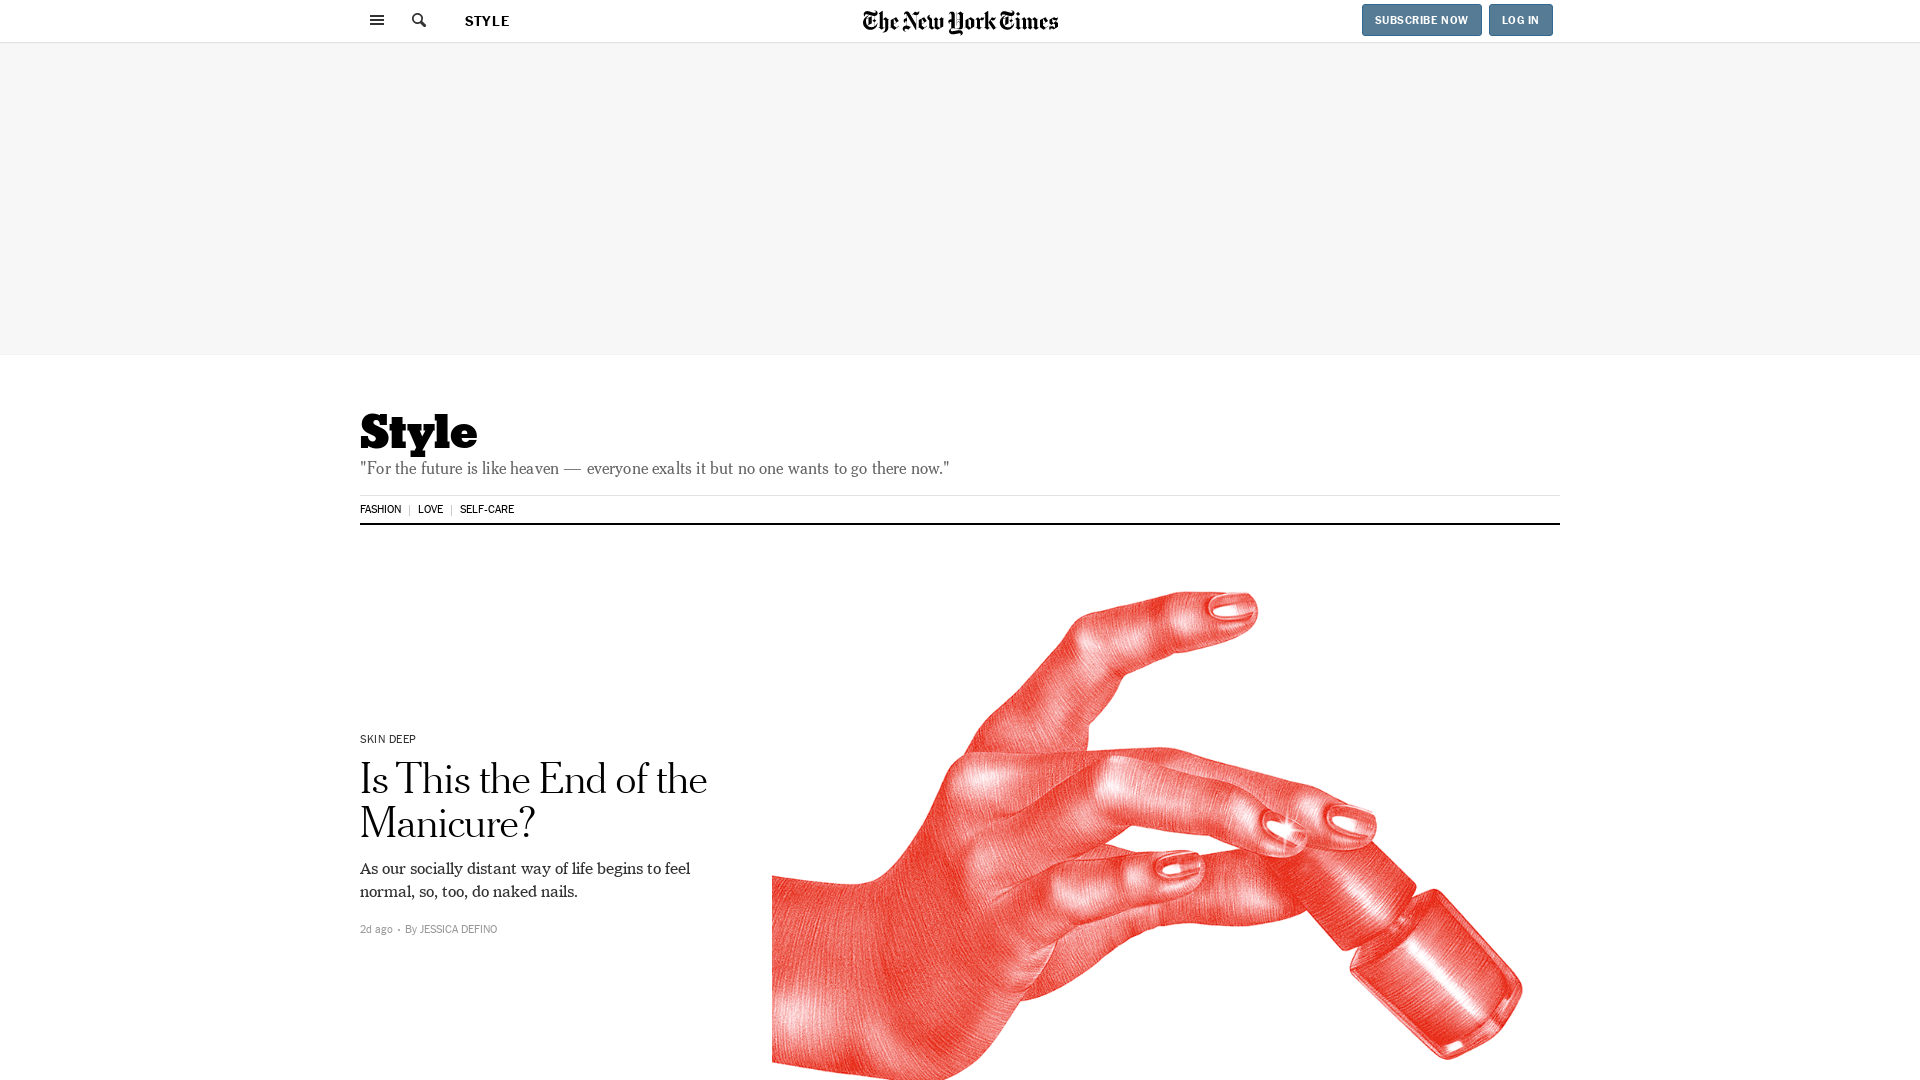 STYLE
The New York Times
SUBSCRIBE NOW
LOG IN
Style
"For the future is like heaven — everyone exalts it but no one wants to go there now."
FASHION
LOVE
SELF-CARE
SKIN DEEP
Is This the End of the
Manicure?
As our socially distant way of life begins to feel
normal, so, too, do naked nails.
2d ago • By JESSICA DEFINO